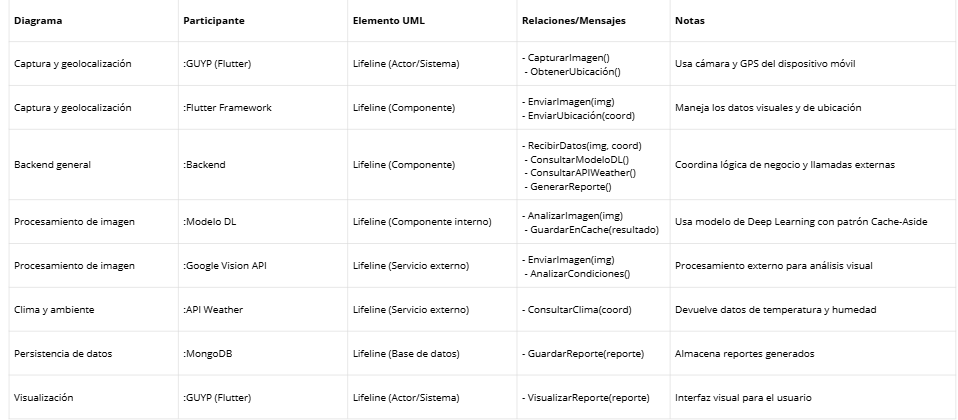 Diagrama Participante Elemento UML Relaciones/Mensajes Notas
Captura y geolocalización :GUYP (Flutter) Lifeline (Actor/Sistema) - CapturarImagen() Usa cámara y GPS del dispositivo móvil
- ObtenerUbicación()
Captura y geolocalización :Flutter Framework Lifeline (Componente) - EnviarImagen(img) Maneja los datos visuales y de ubicación
- EnviarUbicación(coord)
Backend general :Backend Lifeline (Componente) - RecibirDatos(img, coord) Coordina lógica de negocio y llamadas externas
- ConsultarModeloDL()
- ConsultarAPIWeather()
- GenerarReporte()
Procesamiento de imagen :Modelo DL Lifeline (Componente interno) - AnalizarImagen(img) Usa modelo de Deep Learning con patrón Cache-Aside
- GuardarEnCache(resultado)
Procesamiento de imagen :Google Vision API Lifeline (Servicio externo) - EnviarImagen(img) Procesamiento externo para análisis visual
- AnalizarCondiciones()
Clima y ambiente :API Weather Lifeline (Servicio externo) - ConsultarClima(coord) Devuelve datos de temperatura y humedad
Persistencia de datos :MongoDB Lifeline (Base de datos) - GuardarReporte(reporte) Almacena reportes generados
Visualización :GUYP (Flutter) Lifeline (Actor/Sistema) - VisualizarReporte(reporte) Interfaz visual para el usuario